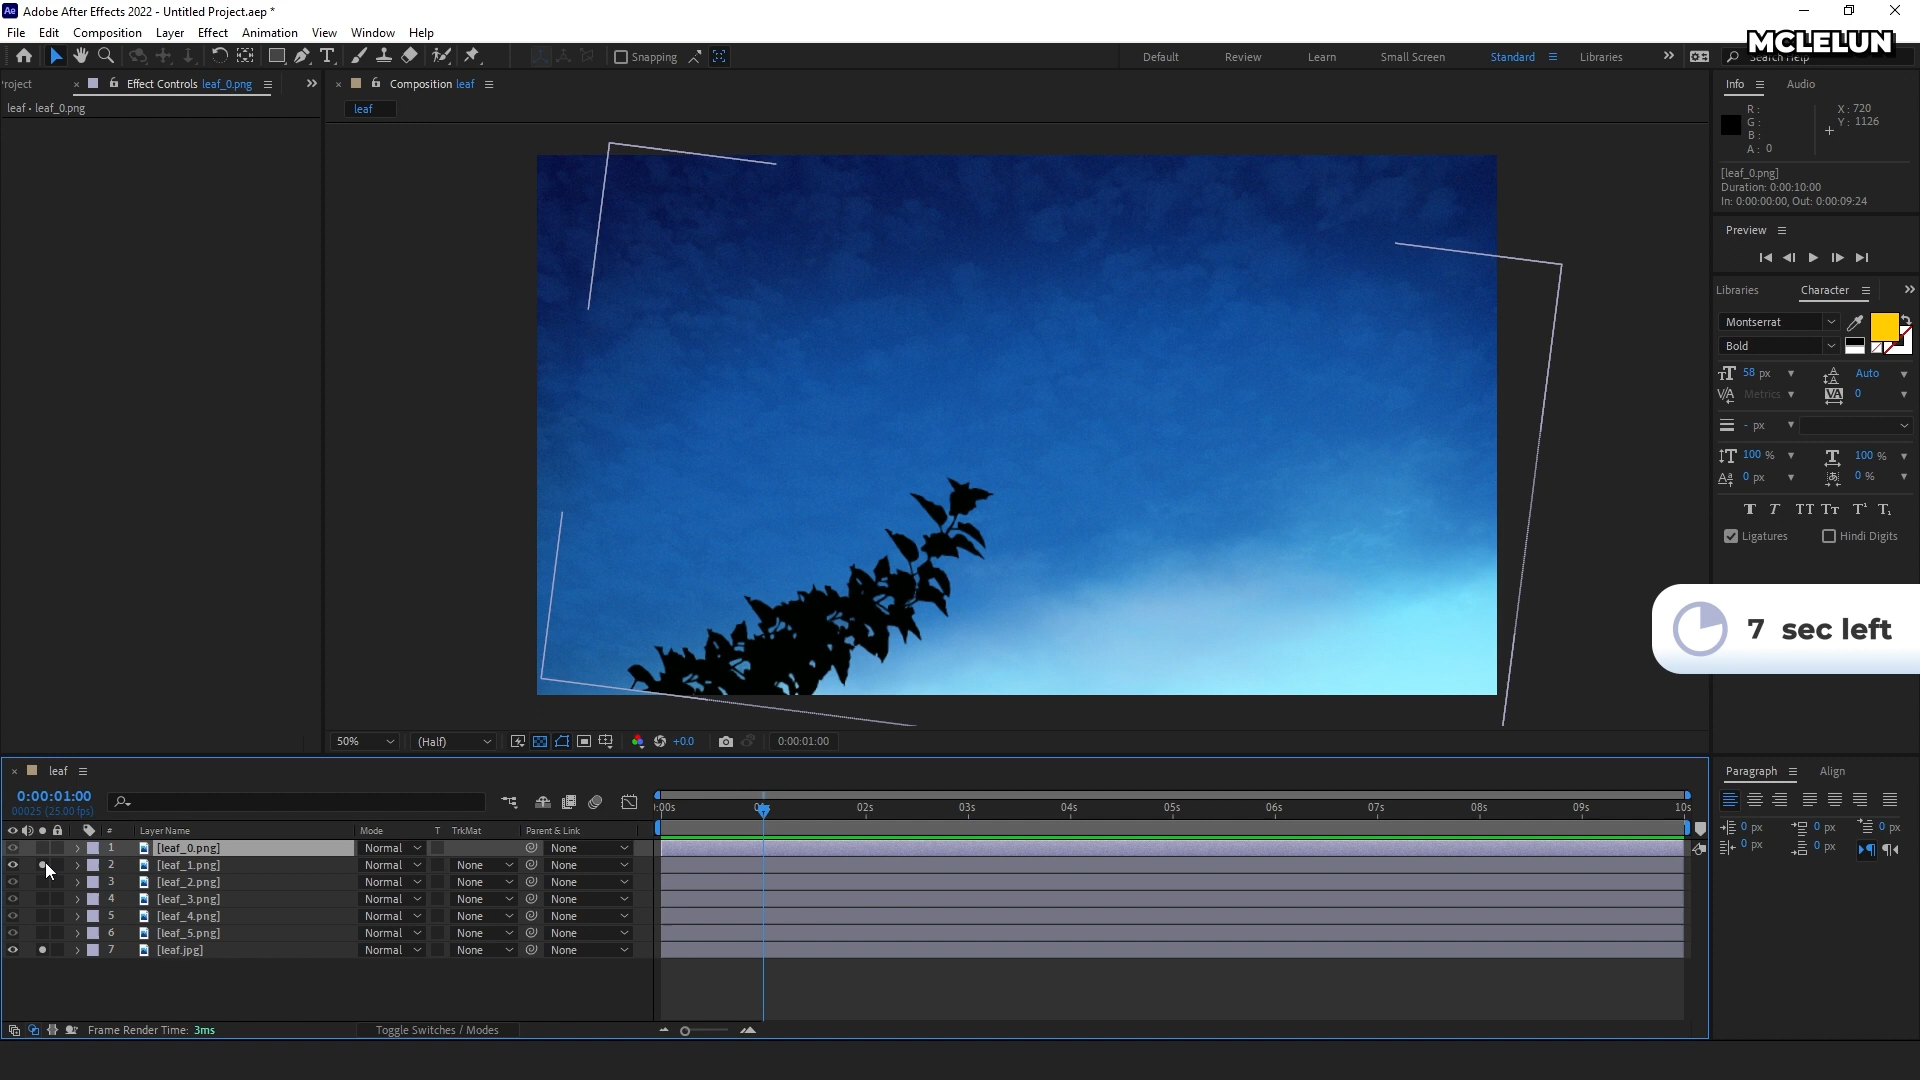 Ae Adobe After Effects 2022 - Untitled Project.aep *
File Edit Composition Layer Effect Animation View Window Help
Snapping
Default Review Learn Small Screen Standard Libraries
MCLELUN
roject Effect Controls leaf_0.png
leaf • leaf_0.png
Composition leaf
leaf
Info Audio
R :
G :
B :
A : 0
X : 720
Y : 1126
[leaf_0.png]
Duration: 0:00:10:00
In: 0:00:00:00, Out: 0:00:09:24
Preview
Libraries Character
Montserrat
Bold
58 px Auto
Metrics 0
- px
100 % 100 %
0 px 0 %
Ligatures Hindi Digits
7 sec left
50% (Half) +0.0 0:00:01:00
leaf
0:00:01:00
00025 (25.00 fps)
# Layer Name Mode T TrkMat Parent & Link
1 [leaf_0.png] Normal None
2 [leaf_1.png] Normal None None
3 [leaf_2.png] Normal None None
4 [leaf_3.png] Normal None None
5 [leaf_4.png] Normal None None
6 [leaf_5.png] Normal None None
7 [leaf.jpg] Normal None None
:00s 02s 03s 04s 05s 06s 07s 08s 09s 10s
Frame Render Time: 3ms
Toggle Switches / Modes
Paragraph Align
0 px 0 px 0 px
0 px 0 px